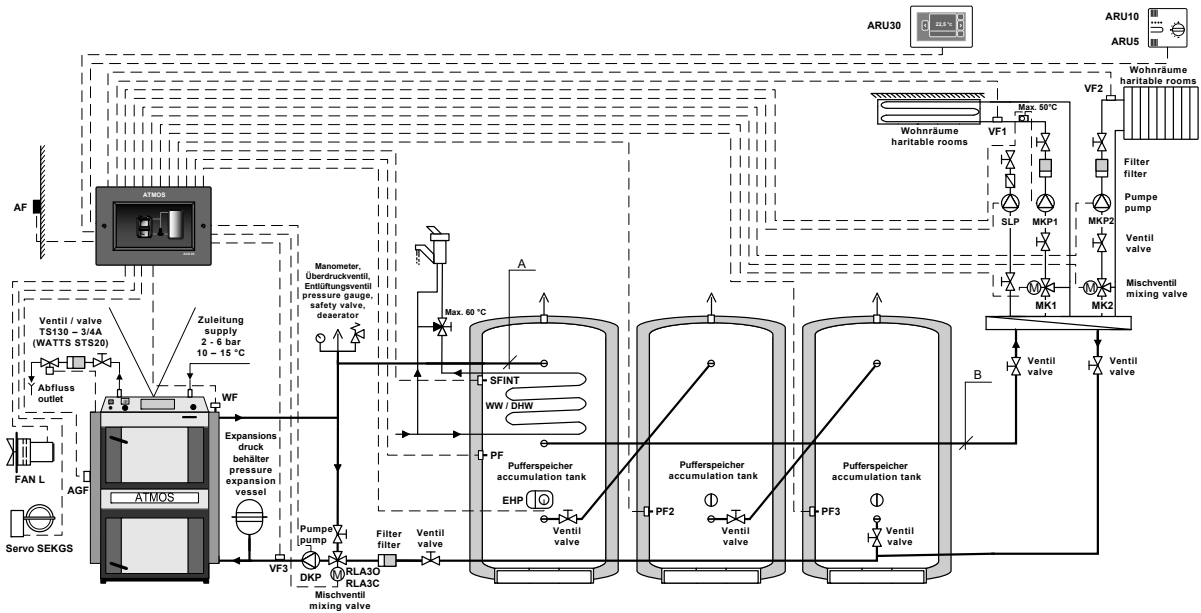 ARU30
22,5 °C
ARU10
ARU5
Wohnräume
haritable rooms
VF2
Max. 50°C
VF1
Wohnräume
haritable rooms
Filter
filter
Pumpe
pump
SLP
MKP1
MKP2
Ventil
valve
Mischventil
mixing valve
M
MK1
M
MK2
AF
ATMOS
Manometer,
Überdruckventil,
Entlüftungsventil
pressure gauge,
safety valve,
deaerator
Max. 60 °C
A
Ventil / valve
TS130 – 3/4A
(WATTS STS20)
Zuleitung
supply
2 - 6 bar
10 – 15 °C
Abfluss
outlet
WF
FAN L
AGF
Servo SEKGS
ATMOS
Expansions
druck
behälter
pressure
expansion
vessel
VF3
Pumpe
pump
DKP
M
RLA3O
RLA3C
Mischventil
mixing valve
Filter
filter
Ventil
valve
SFINT
WW / DHW
PF
Pufferspeicher
accumulation tank
EHP
Ventil
valve
Pufferspeicher
accumulation tank
PF2
Ventil
valve
Pufferspeicher
accumulation tank
PF3
Ventil
valve
B
Ventil
valve
Ventil
valve